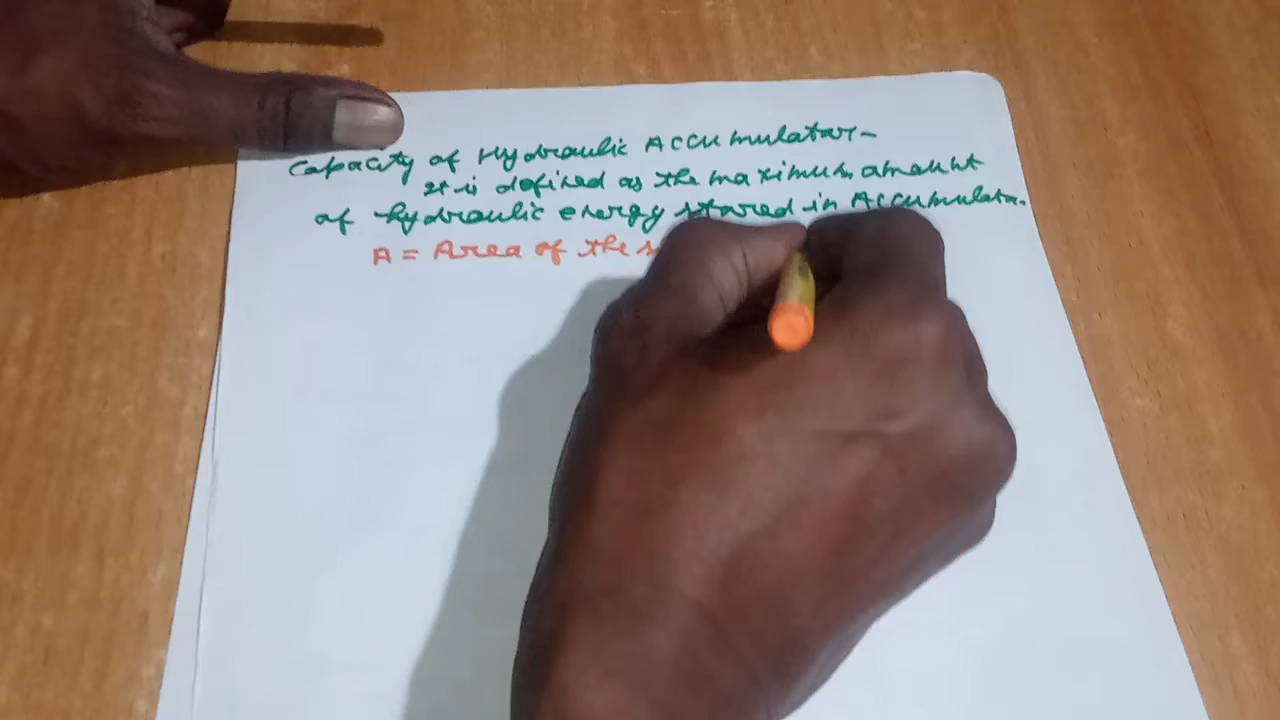 Capacity of Hydraulic Accumulator-
It is defined as the maximum amount
of hydraulic energy stored in Accumulator.
A = Area of the